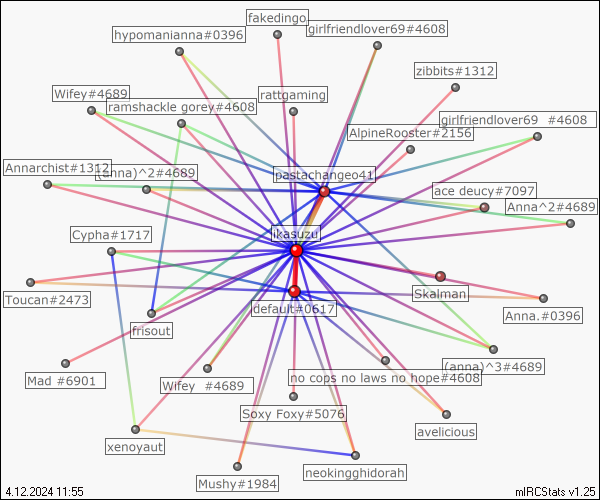 fakedingo
girlfriendlover69#4608
hypomanianna#0396
zibbits#1312
Wifey#4689
rattgaming
ramshackle gorey#4608
girlfriendlover69  #4608
AlpineRooster#2156
Annarchist#1312
(anna)^2#4689
pastachangeo41
ace deucy#7097
Anna^2#4689
Cypha#1717
ikasuzu
Toucan#2473
Skalman
default#0617
Anna.#0396
frisout
(anna)^3#4689
Mad #6901
Wifey  #4689
no cops no laws no hope#4608
Soxy Foxy#5076
avelicious
xenoyaut
neokingghidorah
Mushy#1984
4.12.2024 11:55
mIRCStats v1.25